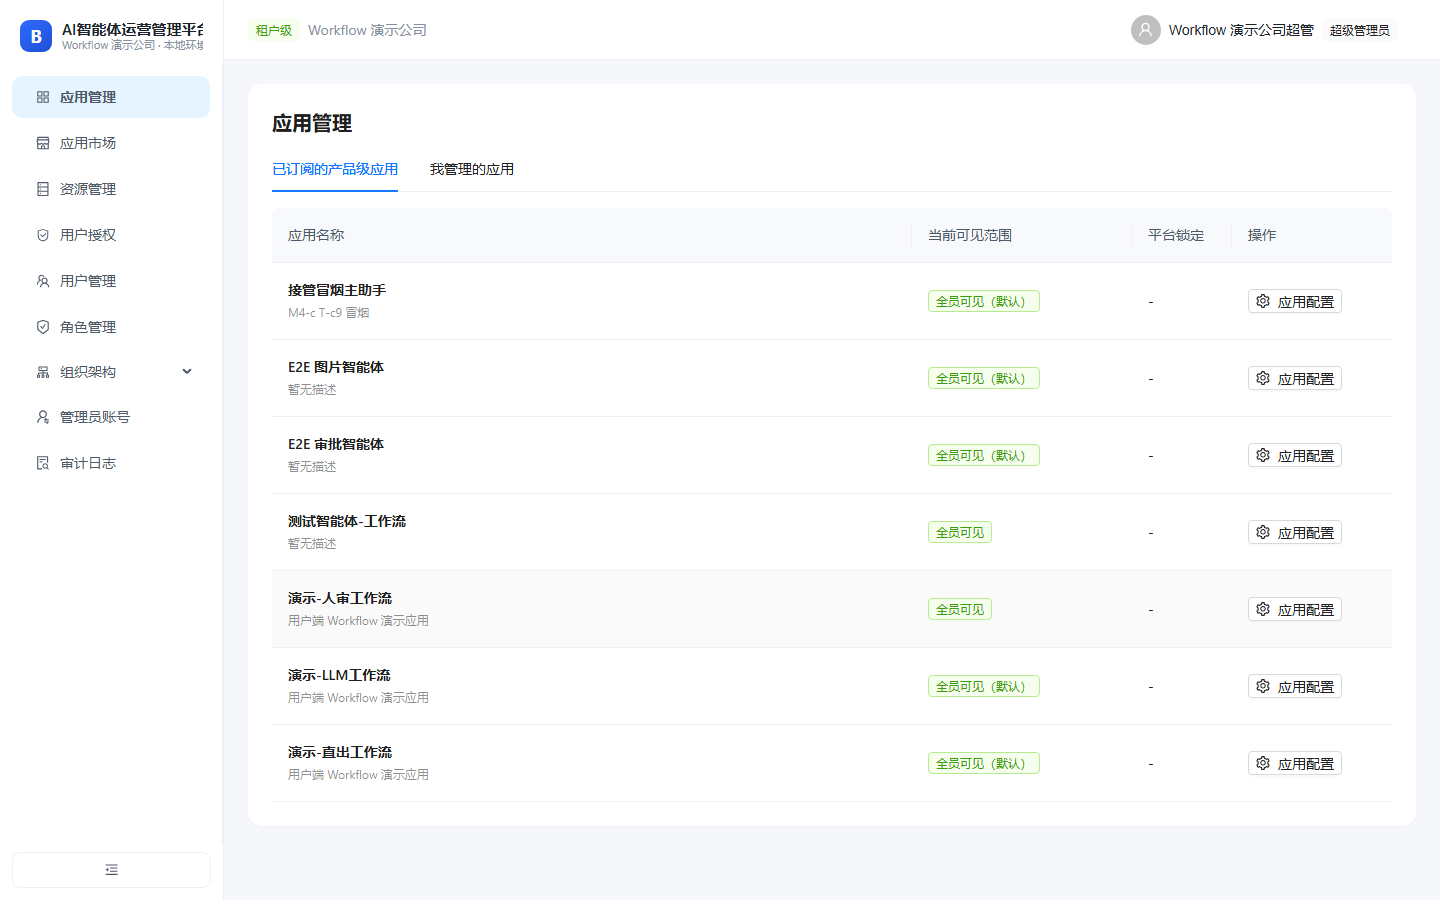 B
AI智能体运营管理平台
Workflow 演示公司 · 本地环境
应用管理
应用市场
资源管理
用户授权
用户管理
角色管理
组织架构
管理员账号
审计日志
租户级 Workflow 演示公司
Workflow 演示公司超管 超级管理员
应用管理
已订阅的产品级应用 我管理的应用
应用名称 当前可见范围 平台锁定 操作
接管冒烟主助手
M4-c T-c9 冒烟
全员可见（默认） - 应用配置
E2E 图片智能体
暂无描述
全员可见（默认） - 应用配置
E2E 审批智能体
暂无描述
全员可见（默认） - 应用配置
测试智能体-工作流
暂无描述
全员可见 - 应用配置
演示-人审工作流
用户端 Workflow 演示应用
全员可见 - 应用配置
演示-LLM工作流
用户端 Workflow 演示应用
全员可见（默认） - 应用配置
演示-直出工作流
用户端 Workflow 演示应用
全员可见（默认） - 应用配置